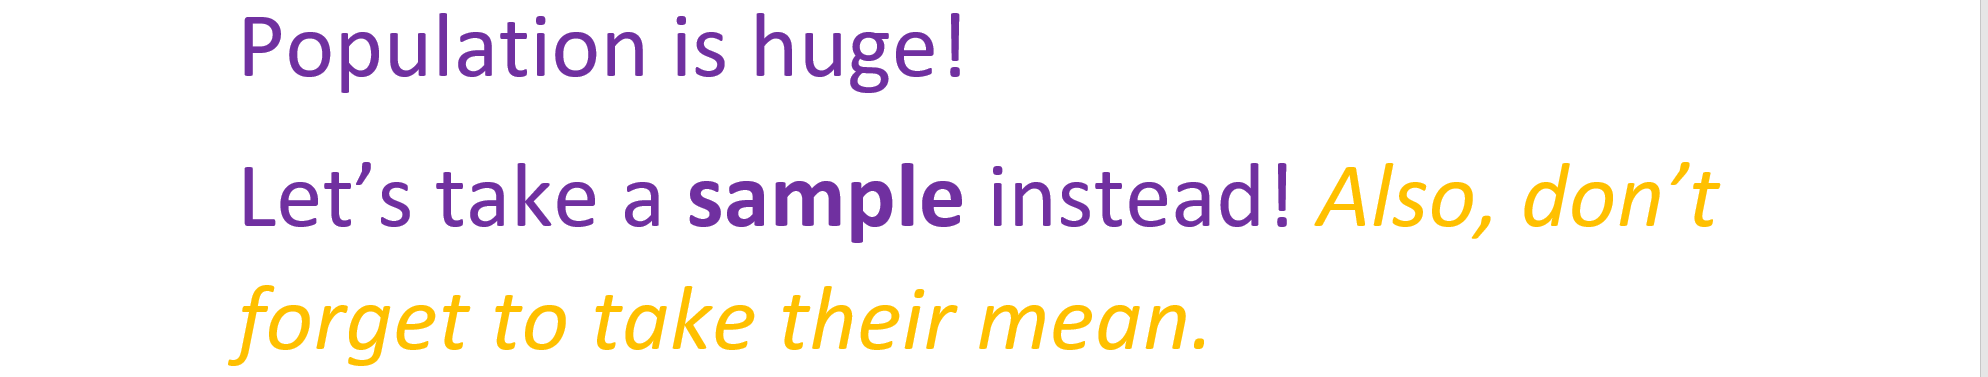 Population is huge!
Let’s take a sample instead! Also, don’t
forget to take their mean.